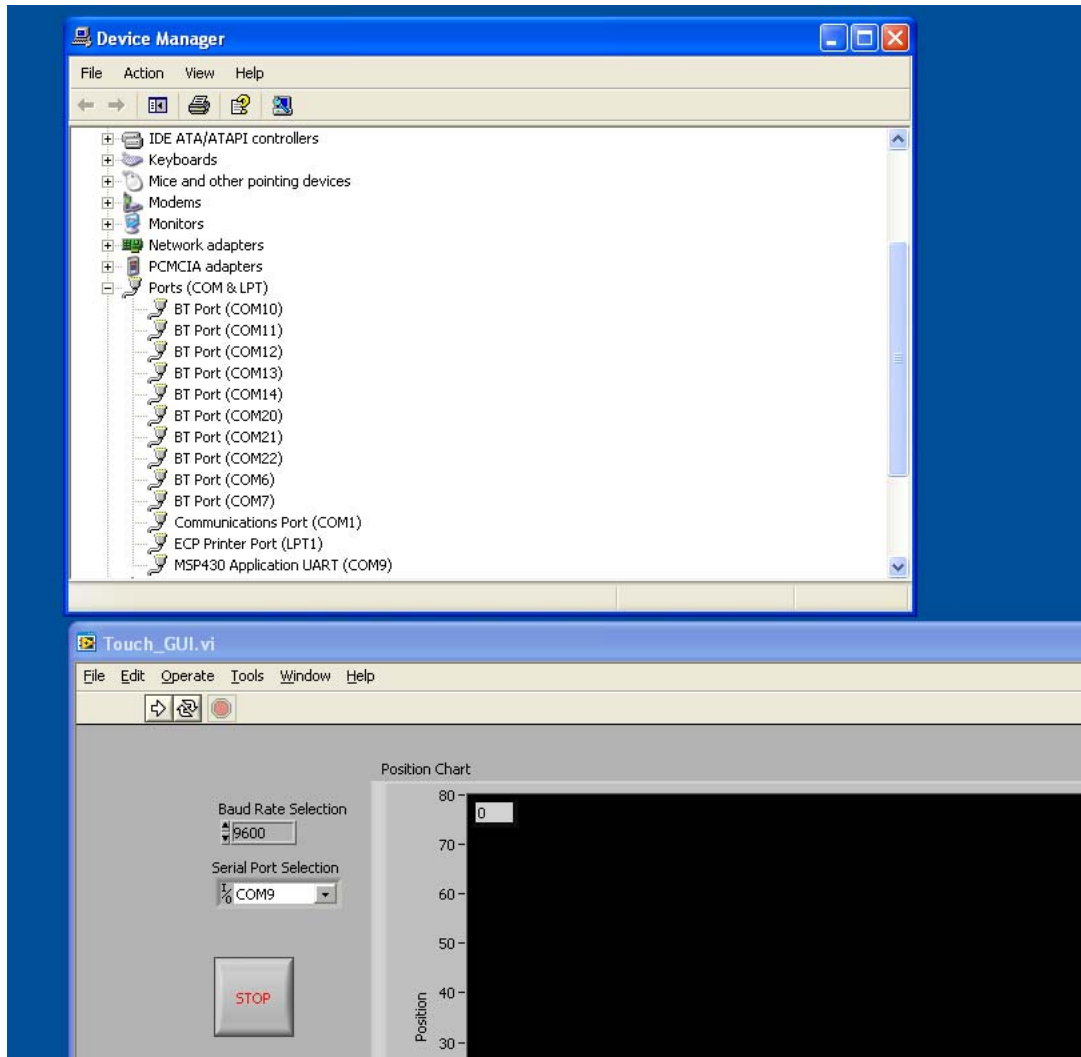 Device Manager
File Action View Help
IDE ATA/ATAPI controllers
Keyboards
Mice and other pointing devices
Modems
Monitors
Network adapters
PCMCIA adapters
Ports (COM & LPT)
BT Port (COM10)
BT Port (COM11)
BT Port (COM12)
BT Port (COM13)
BT Port (COM14)
BT Port (COM20)
BT Port (COM21)
BT Port (COM22)
BT Port (COM6)
BT Port (COM7)
Communications Port (COM1)
ECP Printer Port (LPT1)
MSP430 Application UART (COM9)
Touch_GUI.vi
File Edit Operate Tools Window Help
Position Chart
Baud Rate Selection
9600
Serial Port Selection
I/O COM9
STOP
80
0
70
60
50
40
30
Position